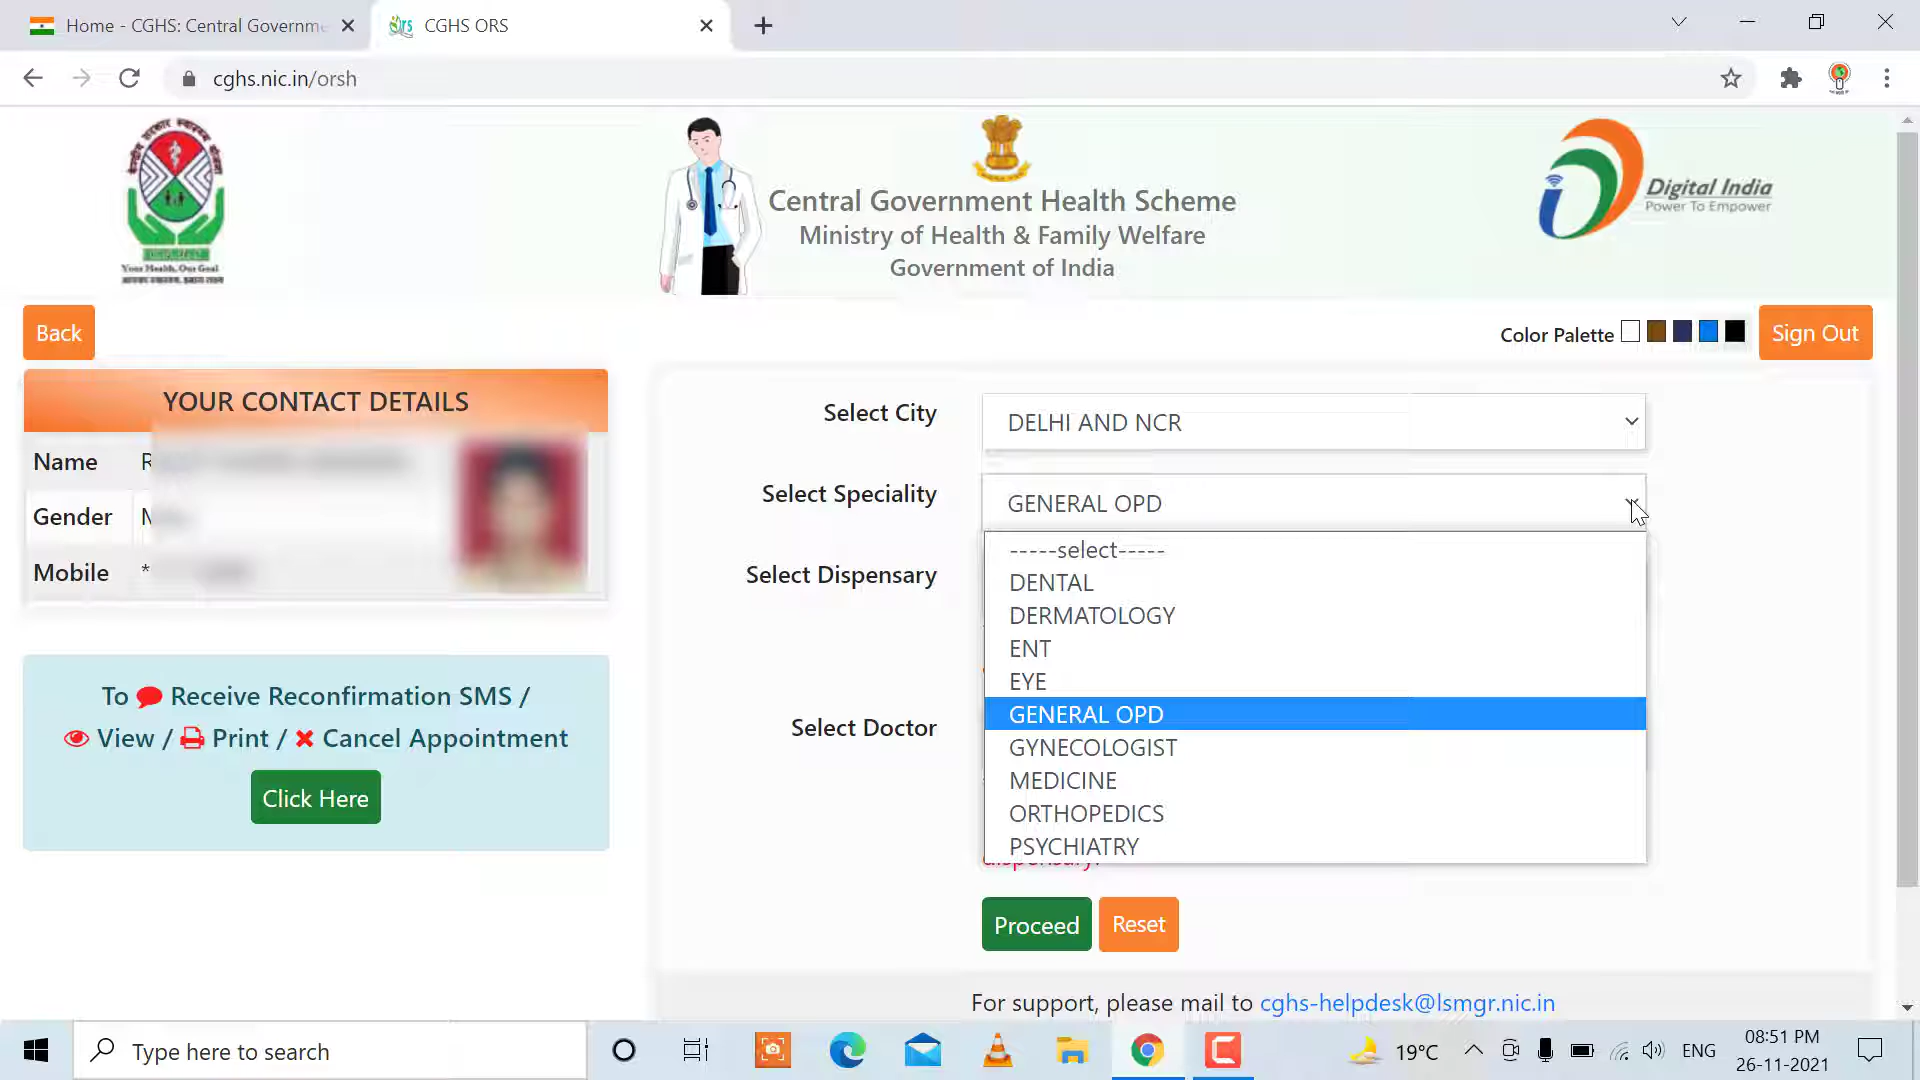 Home - CGHS: Central Governme
CGHS ORS
cghs.nic.in/orsh
Your Health, Our Goal
Central Government Health Scheme
Ministry of Health & Family Welfare
Government of India
Digital India
Power To Empower
Back
Color Palette
Sign Out
YOUR CONTACT DETAILS
Name
Gender
Mobile *
Select City DELHI AND NCR
Select Speciality GENERAL OPD
Select Dispensary
Select Doctor
-----select-----
DENTAL
DERMATOLOGY
ENT
EYE
GENERAL OPD
GYNECOLOGIST
MEDICINE
ORTHOPEDICS
PSYCHIATRY
To Receive Reconfirmation SMS /
View / Print / Cancel Appointment
Click Here
Proceed
Reset
For support, please mail to cghs-helpdesk@lsmgr.nic.in
Type here to search
19°C
ENG
08:51 PM
26-11-2021